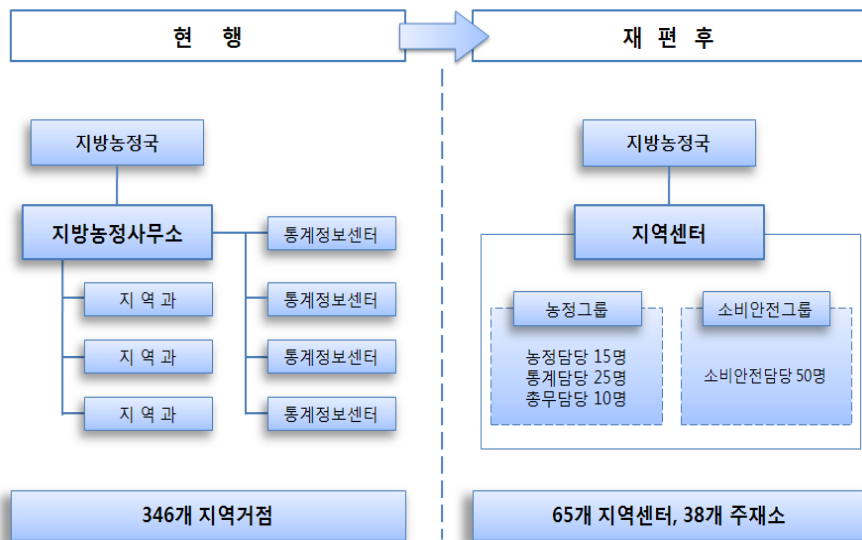 현 행
지방농정국
지방농정사무소
통계정보센터
지 역 과
통계정보센터
지 역 과
통계정보센터
지 역 과
통계정보센터
346개 지역거점
재 편 후
지방농정국
지역센터
농정그룹
농정담당 15명
통계담당 25명
총무담당 10명
소비안전그룹
소비안전담당 50명
65개 지역센터, 38개 주재소